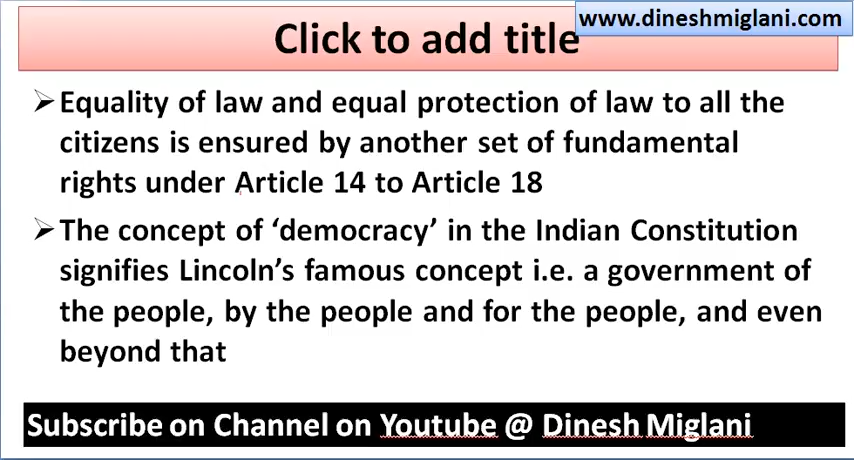 www.dineshmiglani.com
Click to add title
➢Equality of law and equal protection of law to all the
citizens is ensured by another set of fundamental
rights under Article 14 to Article 18
➢The concept of ‘democracy’ in the Indian Constitution
signifies Lincoln’s famous concept i.e. a government of
the people, by the people and for the people, and even
beyond that
Subscribe on Channel on Youtube @ Dinesh Miglani